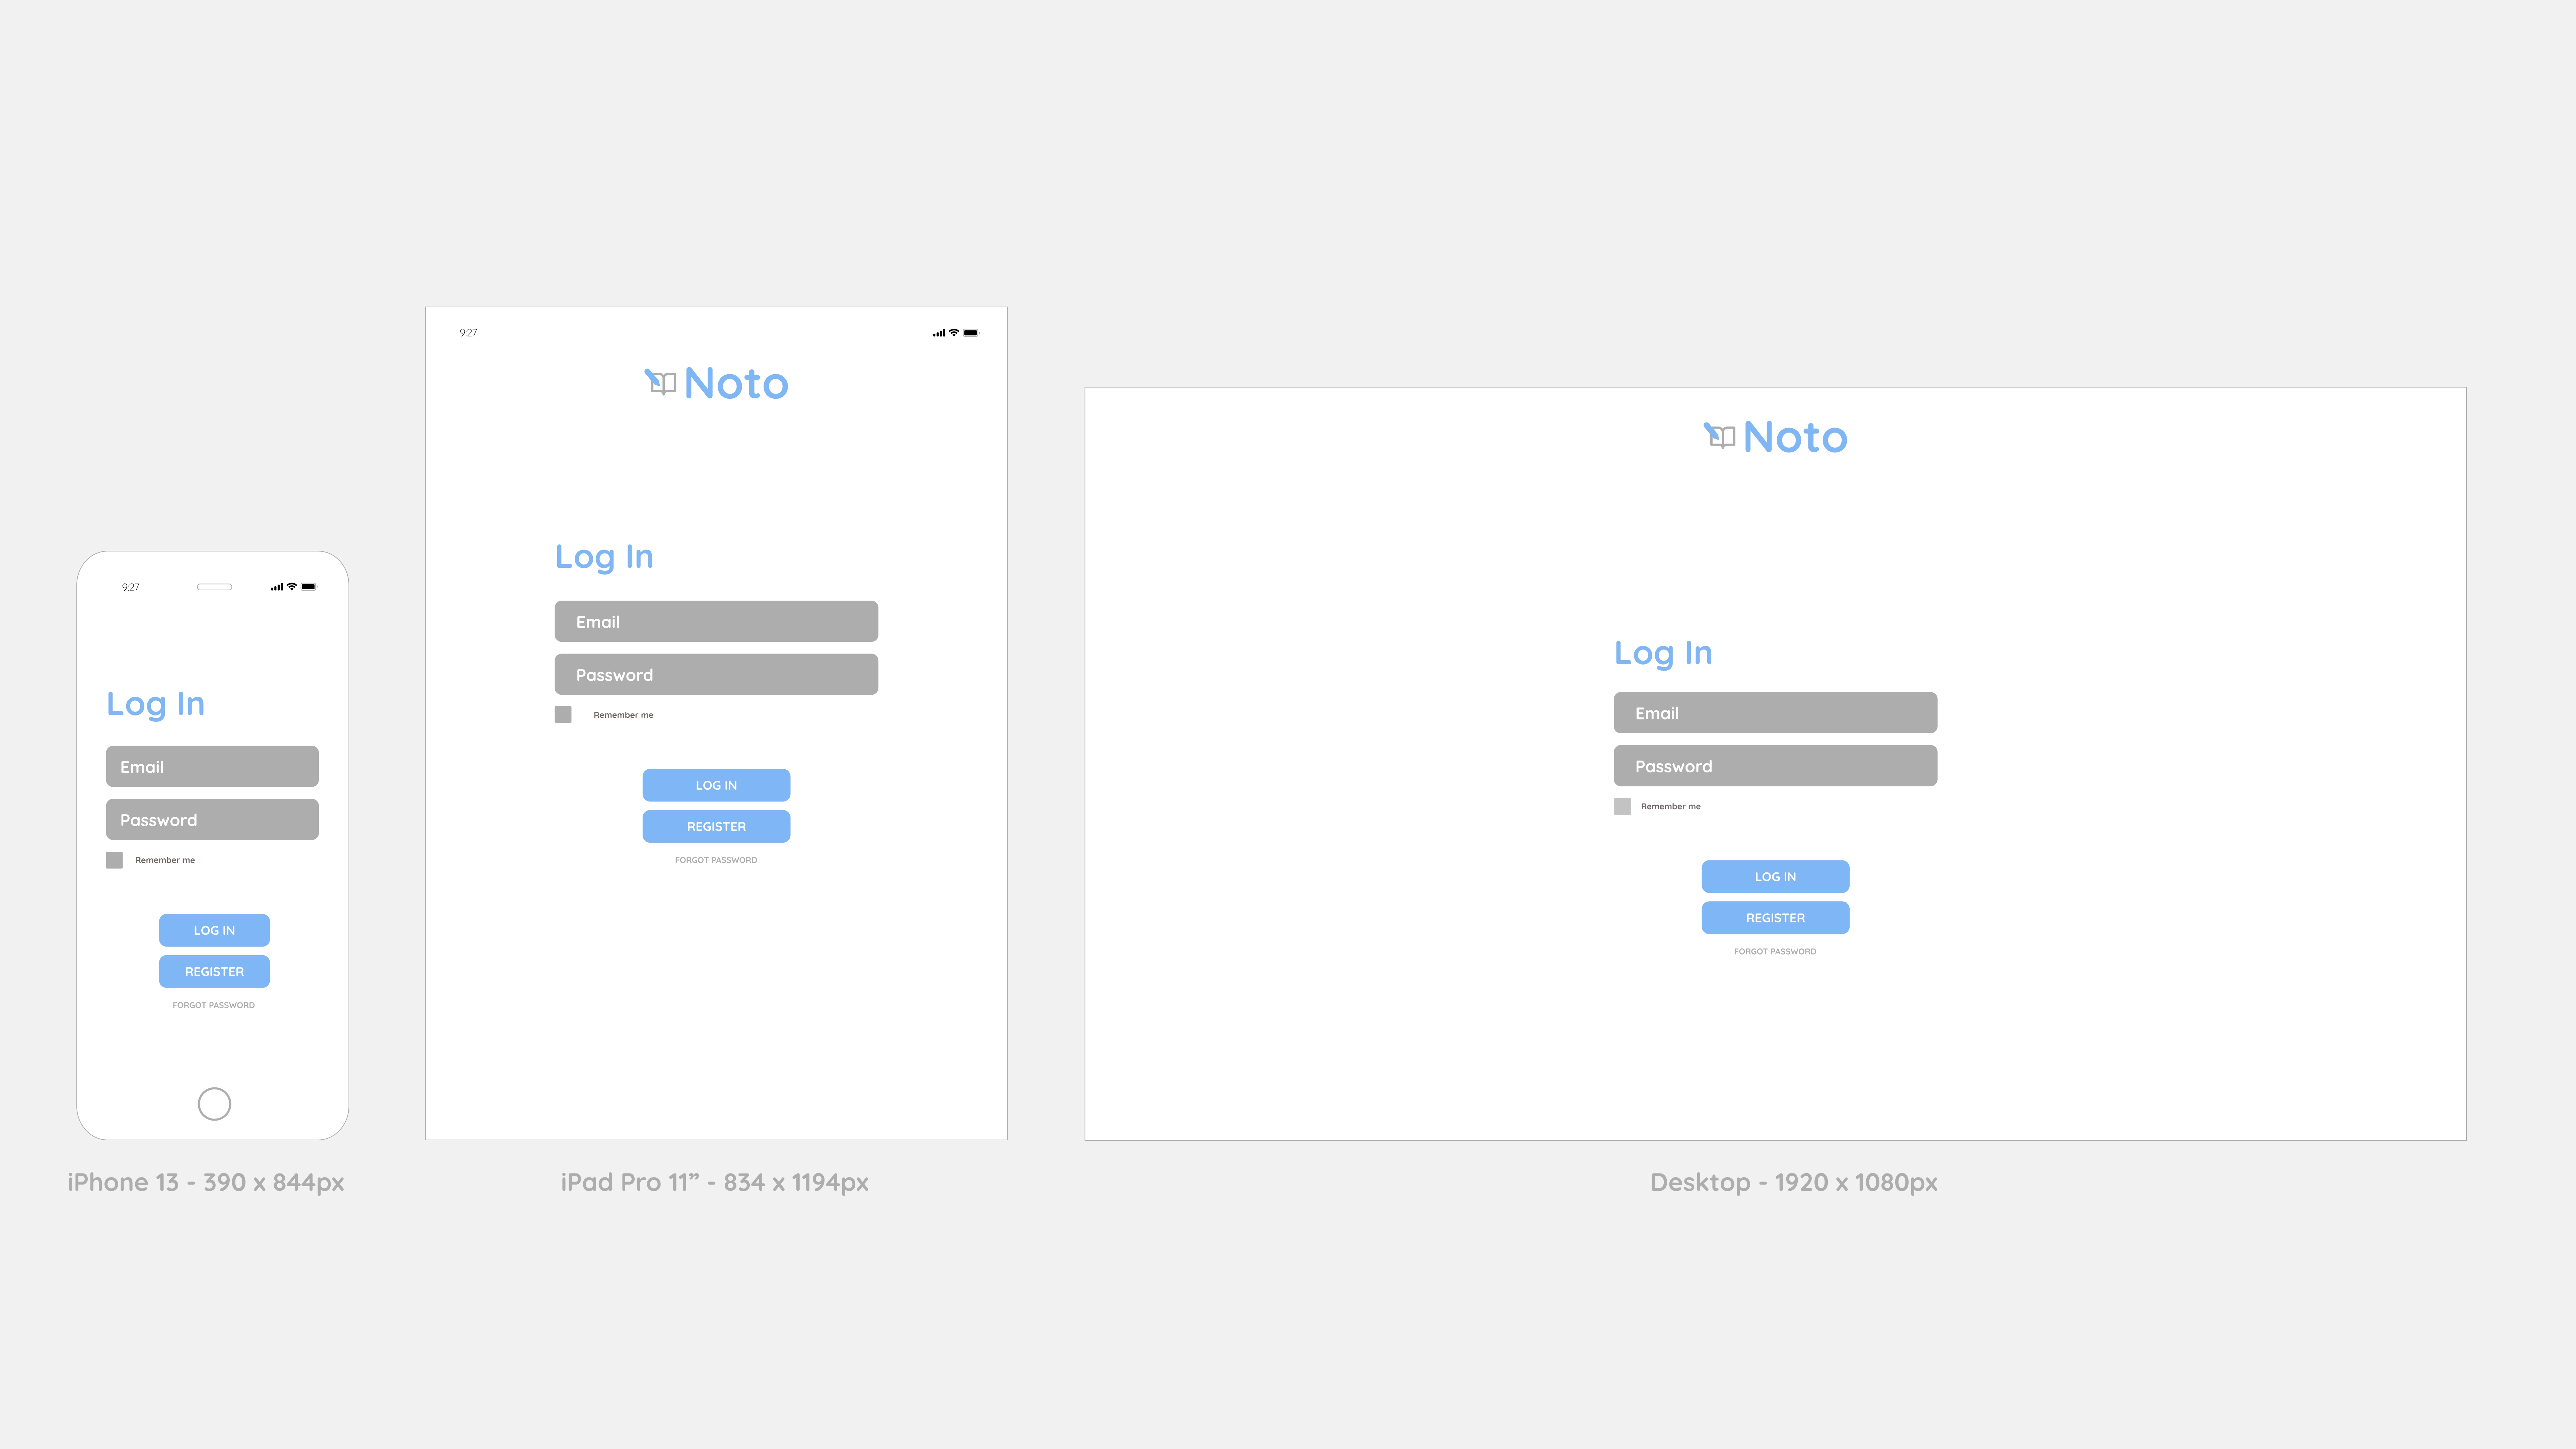 9:27
Log In
Email
Password
Remember me
LOG IN
REGISTER
FORGOT PASSWORD
iPhone 13 - 390 x 844px
9:27
Noto
Log In
Email
Password
Remember me
LOG IN
REGISTER
FORGOT PASSWORD
iPad Pro 11” - 834 x 1194px
Noto
Log In
Email
Password
Remember me
LOG IN
REGISTER
FORGOT PASSWORD
Desktop - 1920 x 1080px